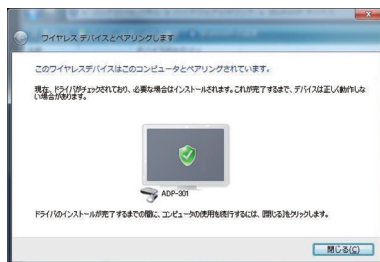 ワイヤレス デバイスとペアリングします
このワイヤレスデバイスはこのコンピュータとペアリングされています。
現在、ドライバがチェックされており、必要な場合はインストールされます。これが完了するまで、デバイスは正しく動作しな
い場合があります。
ADP-301
ドライバのインストールが完了するまでの間に、コンピュータの使用を続行するには、[閉じる]をクリックします。
閉じる(C)